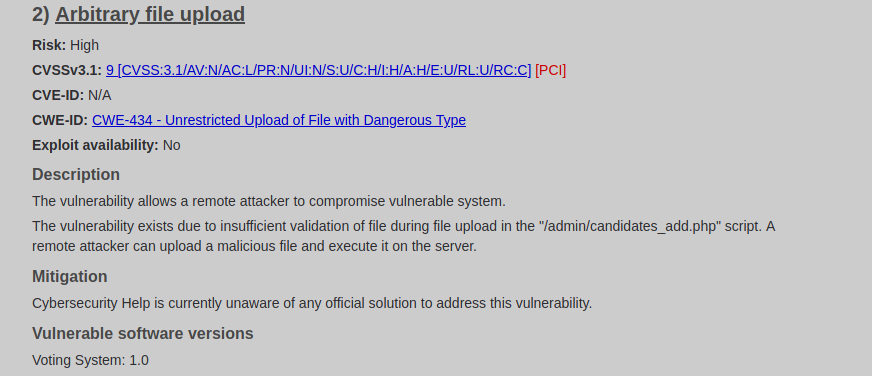 2) Arbitrary file upload
Risk: High
CVSSv3.1: 9 [CVSS:3.1/AV:N/AC:L/PR:N/UI:N/S:U/C:H/I:H/A:H/E:U/RL:U/RC:C] [PCI]
CVE-ID: N/A
CWE-ID: CWE-434 - Unrestricted Upload of File with Dangerous Type
Exploit availability: No
Description
The vulnerability allows a remote attacker to compromise vulnerable system.
The vulnerability exists due to insufficient validation of file during file upload in the "/admin/candidates_add.php" script. A
remote attacker can upload a malicious file and execute it on the server.
Mitigation
Cybersecurity Help is currently unaware of any official solution to address this vulnerability.
Vulnerable software versions
Voting System: 1.0